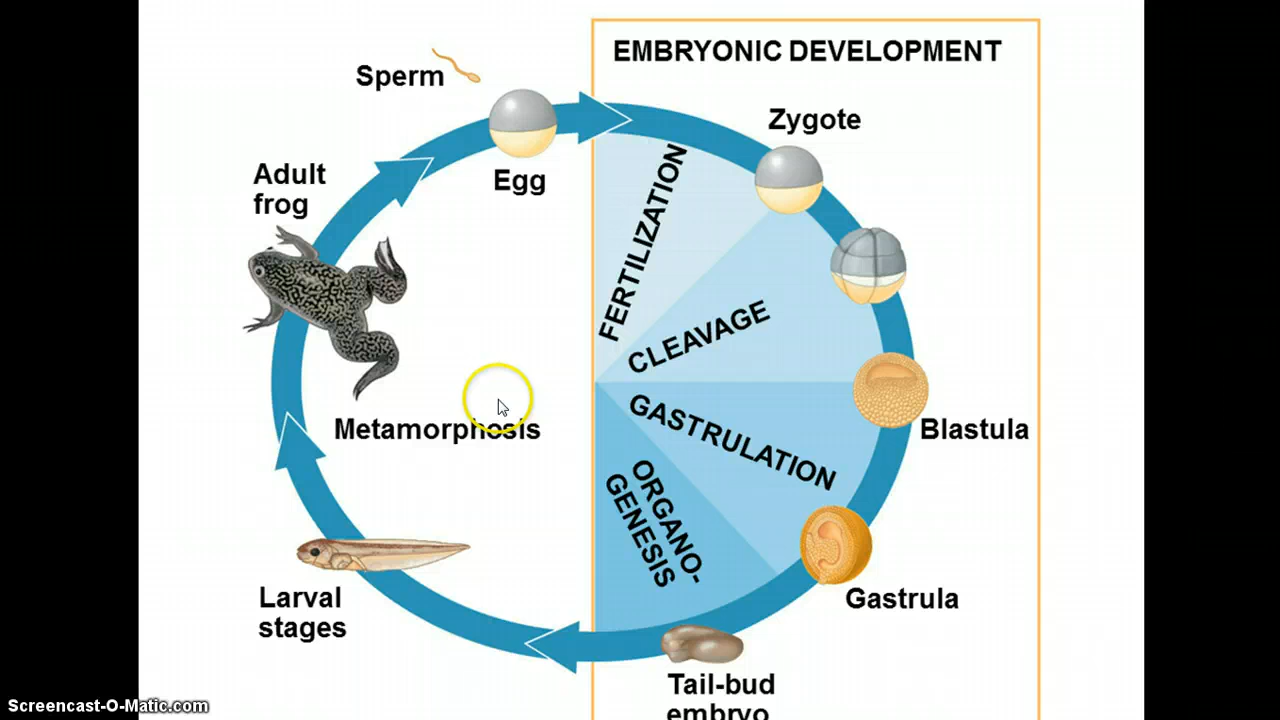 EMBRYONIC DEVELOPMENT
Sperm
Zygote
Adult
frog
Egg
FERTILIZATION
CLEAVAGE
GASTRULATION
Metamorphosis
Blastula
ORGANO-
GENESIS
Larval
stages
Gastrula
Tail-bud
embryo
Screencast-O-Matic.com